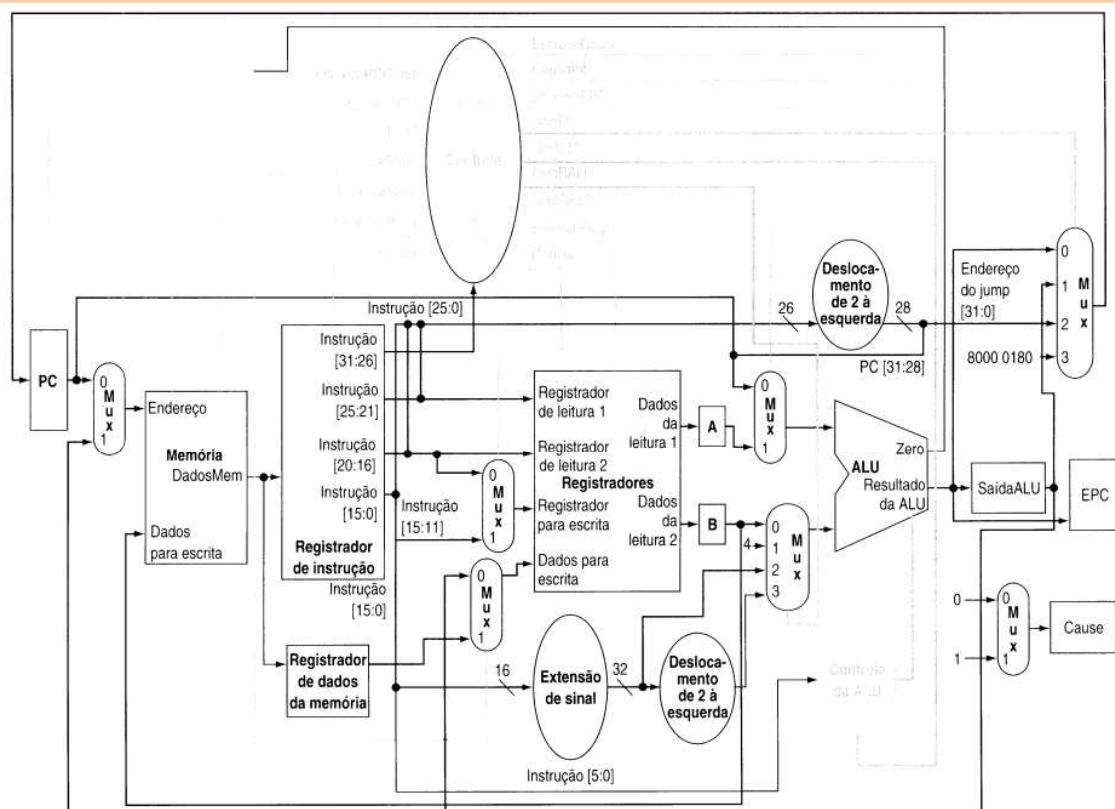 Instrução [25:0]
26
Desloca-
mento
de 2 à
esquerda
28
Endereço
do jump
[31:0]
PC [31:28]
8000 0180
0
1
2
3
M
u
x
PC
0
M
u
x
1
Endereço
Memória
DadosMem
Dados
para escrita
Instrução
[31:26]
Instrução
[25:21]
Instrução
[20:16]
Instrução
[15:0]
Registrador
de instrução
Instrução
[15:11]
Instrução
[15:0]
Registrador
de dados
da memória
0
M
u
x
1
0
M
u
x
1
Registrador
de leitura 1
Registrador
de leitura 2
Registradores
Registrador
para escrita
Dados para
escrita
Dados
da
leitura 1
Dados
da
leitura 2
A
B
0
M
u
x
1
4
0
1
2
3
M
u
x
ALU
Zero
Resultado
da ALU
SaídaALU
EPC
0
1
0
M
u
x
1
Cause
16
Extensão
de sinal
32
Desloca-
mento
de 2 à
esquerda
Controle
da ALU
Instrução [5:0]
Controle